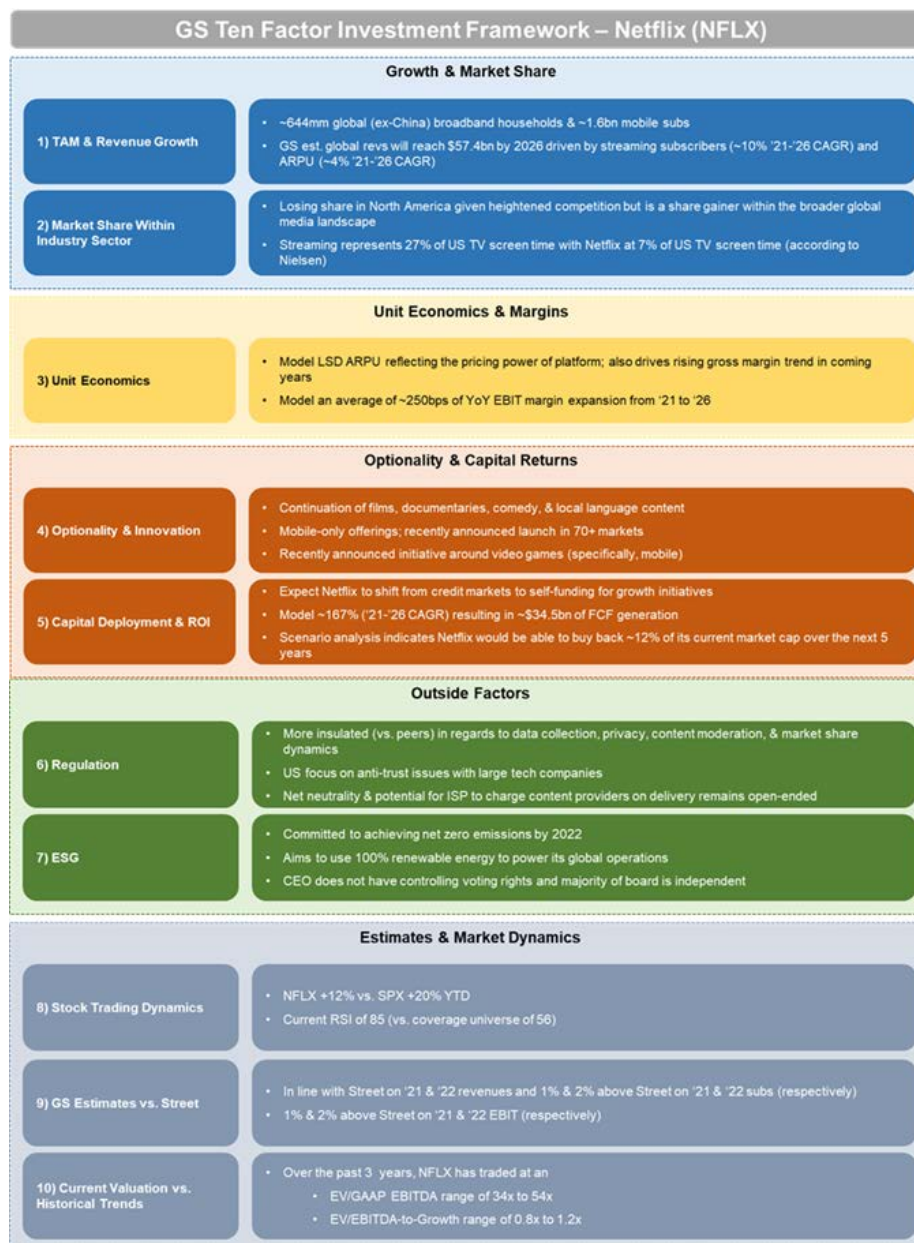 GS Ten Factor Investment Framework – Netflix (NFLX)
Growth & Market Share
1) TAM & Revenue Growth
• ~644mm global (ex-China) broadband households & ~1.6bn mobile subs
• GS est. global revs will reach $57.4bn by 2026 driven by streaming subscribers (~10% '21-'26 CAGR) and
ARPU (~4% '21-'26 CAGR)
2) Market Share Within
Industry Sector
• Losing share in North America given heightened competition but is a share gainer within the broader global
media landscape
• Streaming represents 27% of US TV screen time with Netflix at 7% of US TV screen time (according to
Nielsen)
Unit Economics & Margins
3) Unit Economics
• Model LSD ARPU reflecting the pricing power of platform; also drives rising gross margin trend in coming
years
• Model an average of ~250bps of YoY EBIT margin expansion from '21 to '26
Optionality & Capital Returns
4) Optionality & Innovation
• Continuation of films, documentaries, comedy, & local language content
• Mobile-only offerings; recently announced launch in 70+ markets
• Recently announced initiative around video games (specifically, mobile)
5) Capital Deployment & ROI
• Expect Netflix to shift from credit markets to self-funding for growth initiatives
• Model ~167% ('21-'26 CAGR) resulting in ~$34.5bn of FCF generation
• Scenario analysis indicates Netflix would be able to buy back ~12% of its current market cap over the next 5
years
Outside Factors
6) Regulation
• More insulated (vs. peers) in regards to data collection, privacy, content moderation, & market share
dynamics
• US focus on anti-trust issues with large tech companies
• Net neutrality & potential for ISP to charge content providers on delivery remains open-ended
7) ESG
• Committed to achieving net zero emissions by 2022
• Aims to use 100% renewable energy to power its global operations
• CEO does not have controlling voting rights and majority of board is independent
Estimates & Market Dynamics
8) Stock Trading Dynamics
• NFLX +12% vs. SPX +20% YTD
• Current RSI of 85 (vs. coverage universe of 56)
9) GS Estimates vs. Street
• In line with Street on '21 & '22 revenues and 1% & 2% above Street on '21 & '22 subs (respectively)
• 1% & 2% above Street on '21 & '22 EBIT (respectively)
10) Current Valuation vs.
Historical Trends
• Over the past 3 years, NFLX has traded at an
• EV/GAAP EBITDA range of 34x to 54x
• EV/EBITDA-to-Growth range of 0.8x to 1.2x